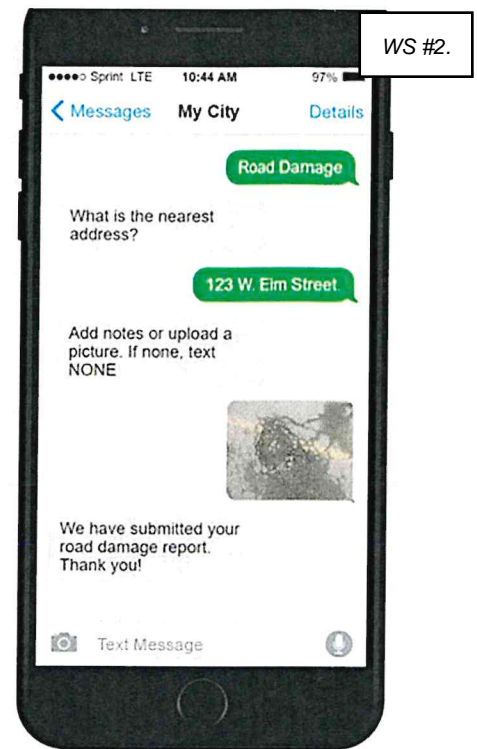 WS #2.
Sprint LTE 10:44 AM 97%
Messages My City Details
Road Damage
What is the nearest
address?
123 W. Elm Street.
Add notes or upload a
picture. If none, text
NONE
We have submitted your
road damage report.
Thank you!
Text Message